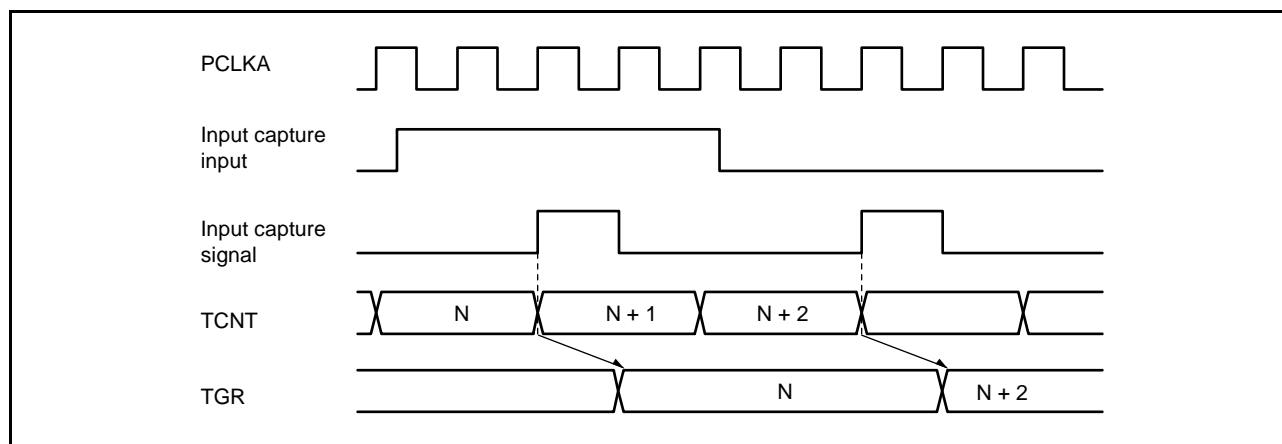 PCLKA
Input capture
input
Input capture
signal
TCNT
N
N + 1
N + 2
TGR
N
N + 2